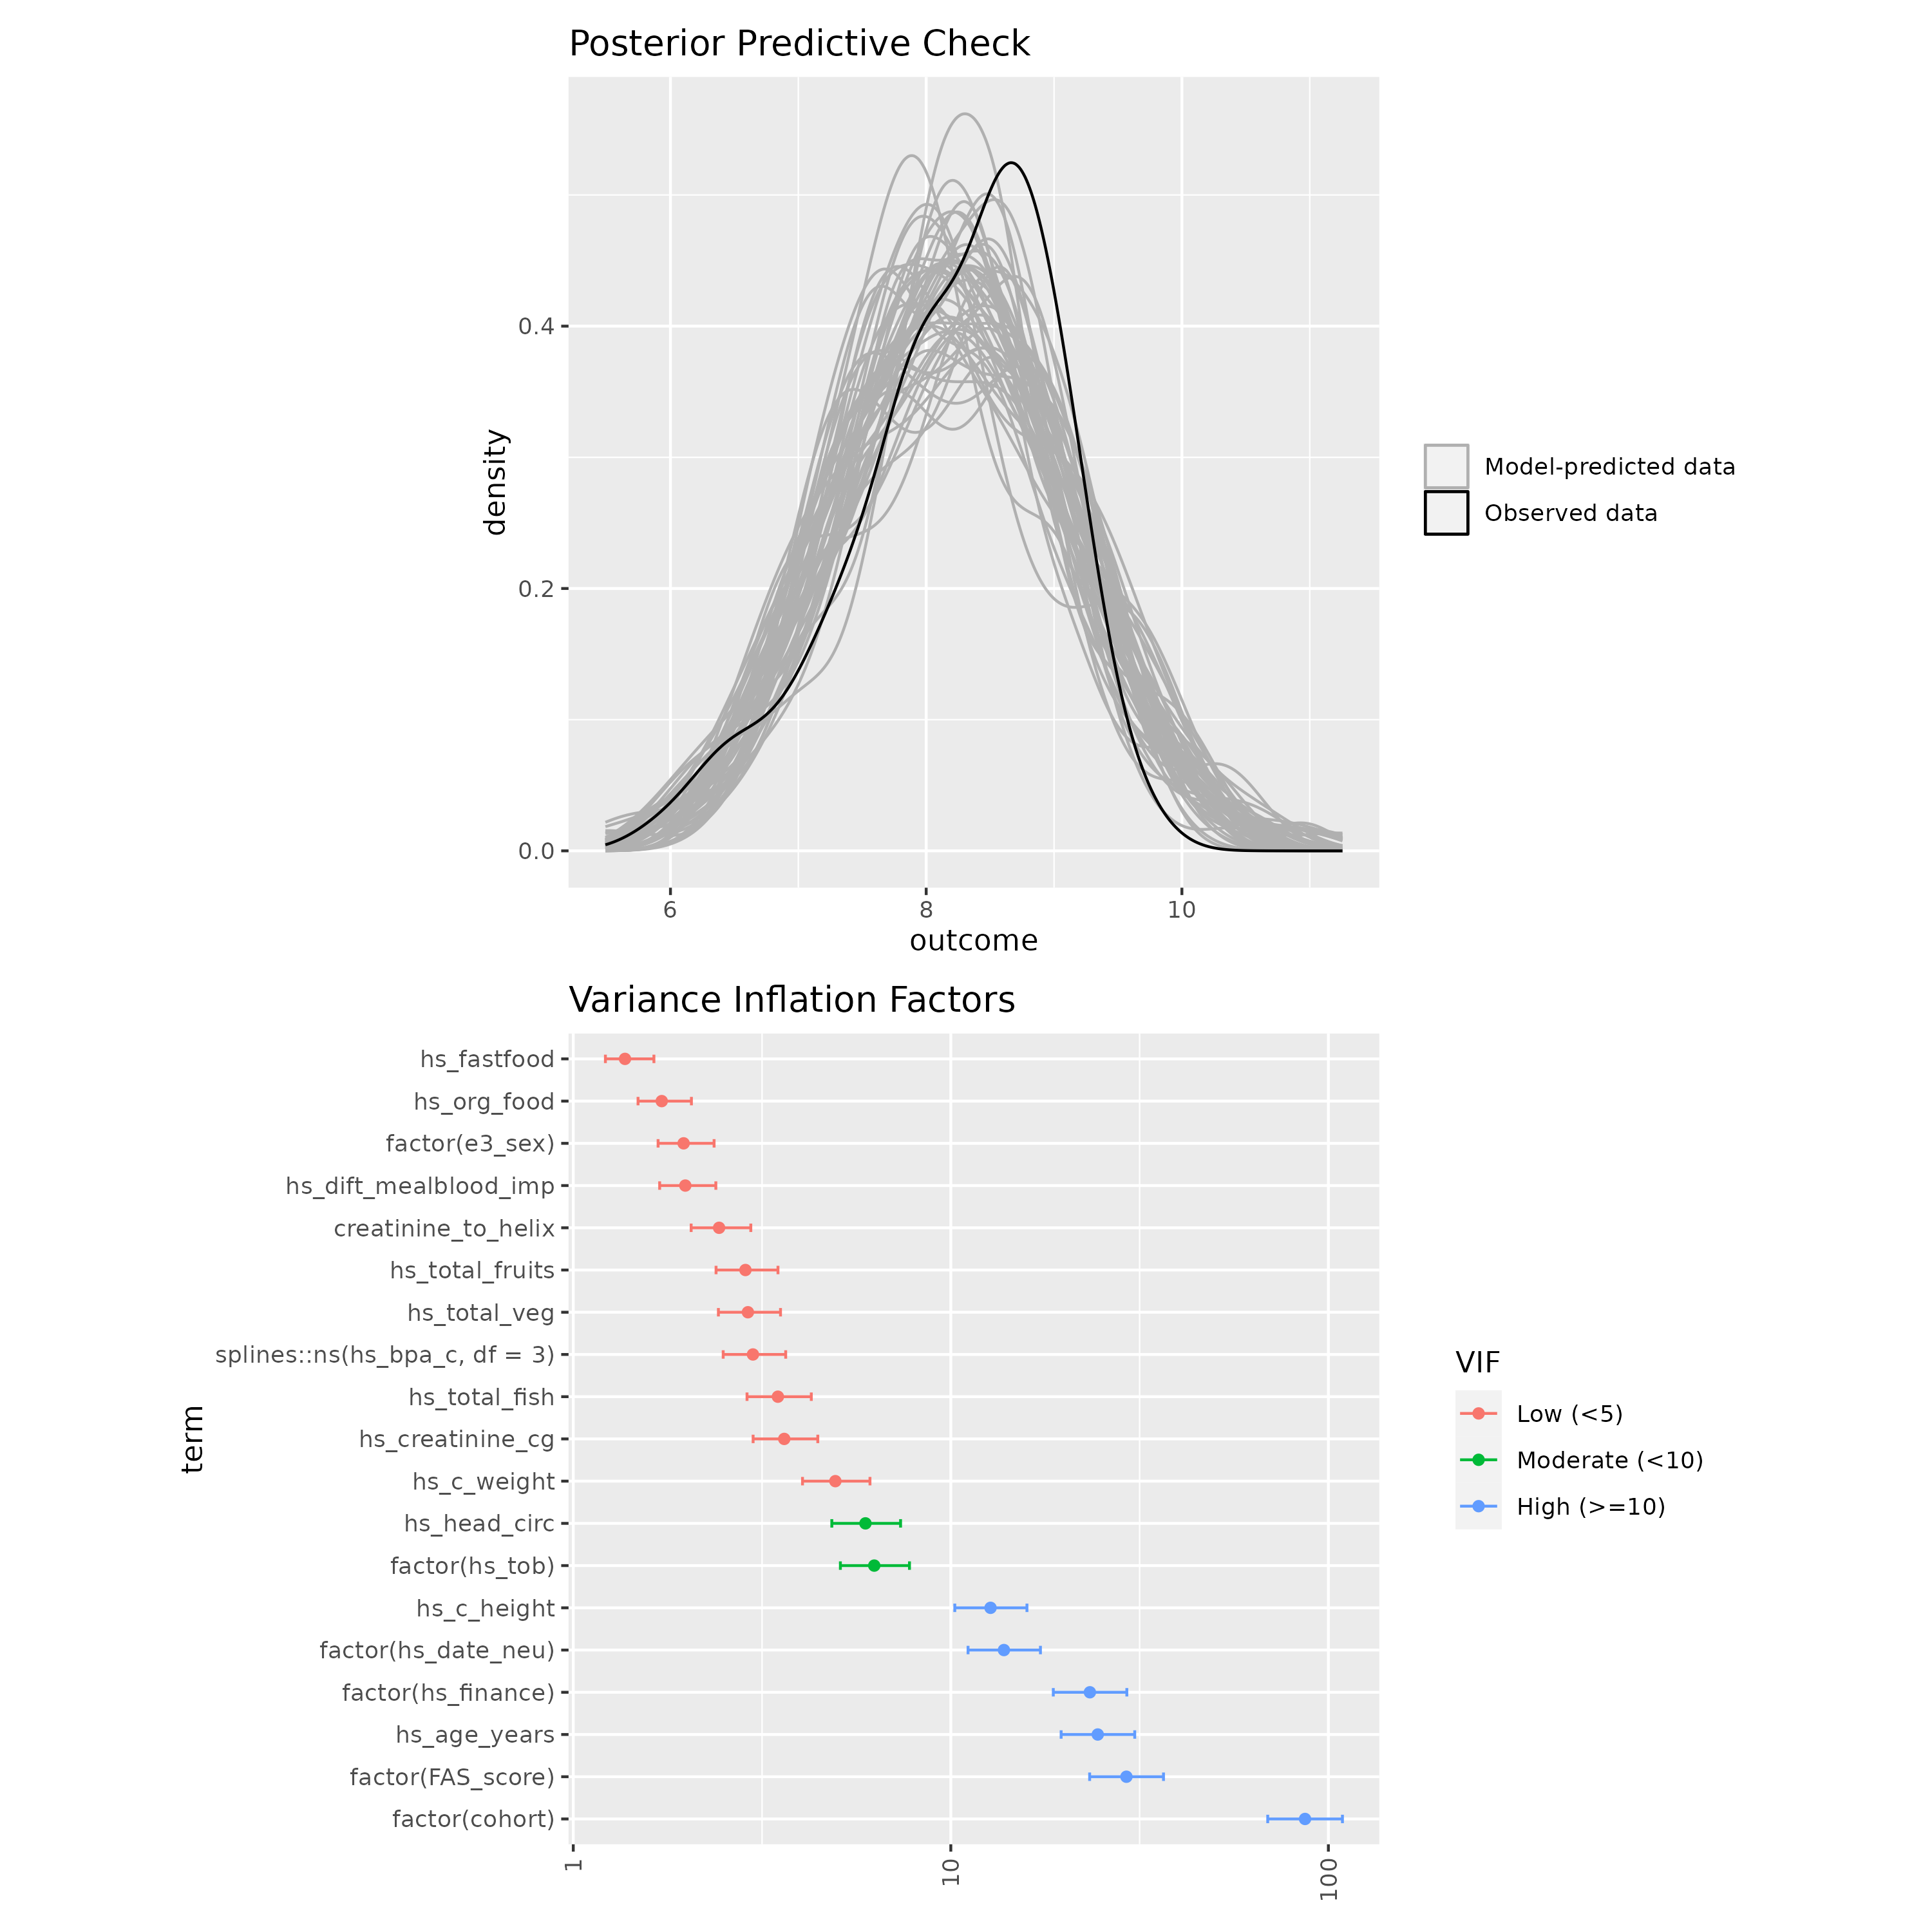 Posterior Predictive Check
density
0.4
0.2
0.0
6
8
10
outcome
Model-predicted data
Observed data
Variance Inflation Factors
term
hs_fastfood
hs_org_food
factor(e3_sex)
hs_dift_mealblood_imp
creatinine_to_helix
hs_total_fruits
hs_total_veg
splines::ns(hs_bpa_c, df = 3)
hs_total_fish
hs_creatinine_cg
hs_c_weight
hs_head_circ
factor(hs_tob)
hs_c_height
factor(hs_date_neu)
factor(hs_finance)
hs_age_years
factor(FAS_score)
factor(cohort)
1
10
100
VIF
Low (<5)
Moderate (<10)
High (>=10)